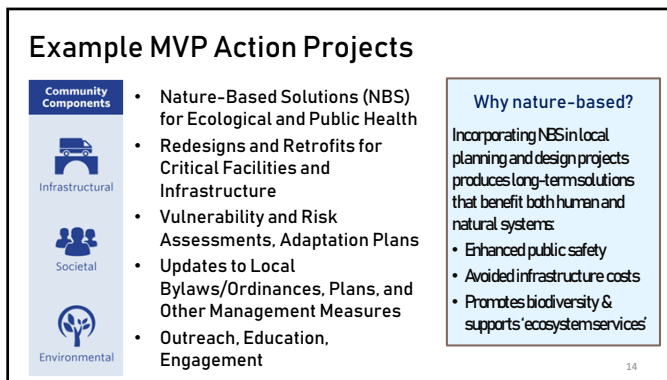 Example MVP Action Projects
Community
Components
Infrastructural
Societal
Environmental
• Nature-Based Solutions (NBS)
for Ecological and Public Health
• Redesigns and Retrofits for
Critical Facilities and
Infrastructure
• Vulnerability and Risk
Assessments, Adaptation Plans
• Updates to Local
Bylaws/Ordinances, Plans, and
Other Management Measures
• Outreach, Education,
Engagement
Why nature-based?
Incorporating NBS in local
planning and design projects
produces long-term solutions
that benefit both human and
natural systems:
• Enhanced public safety
• Avoided infrastructure costs
• Promotes biodiversity &
supports ‘ecosystem services’
14